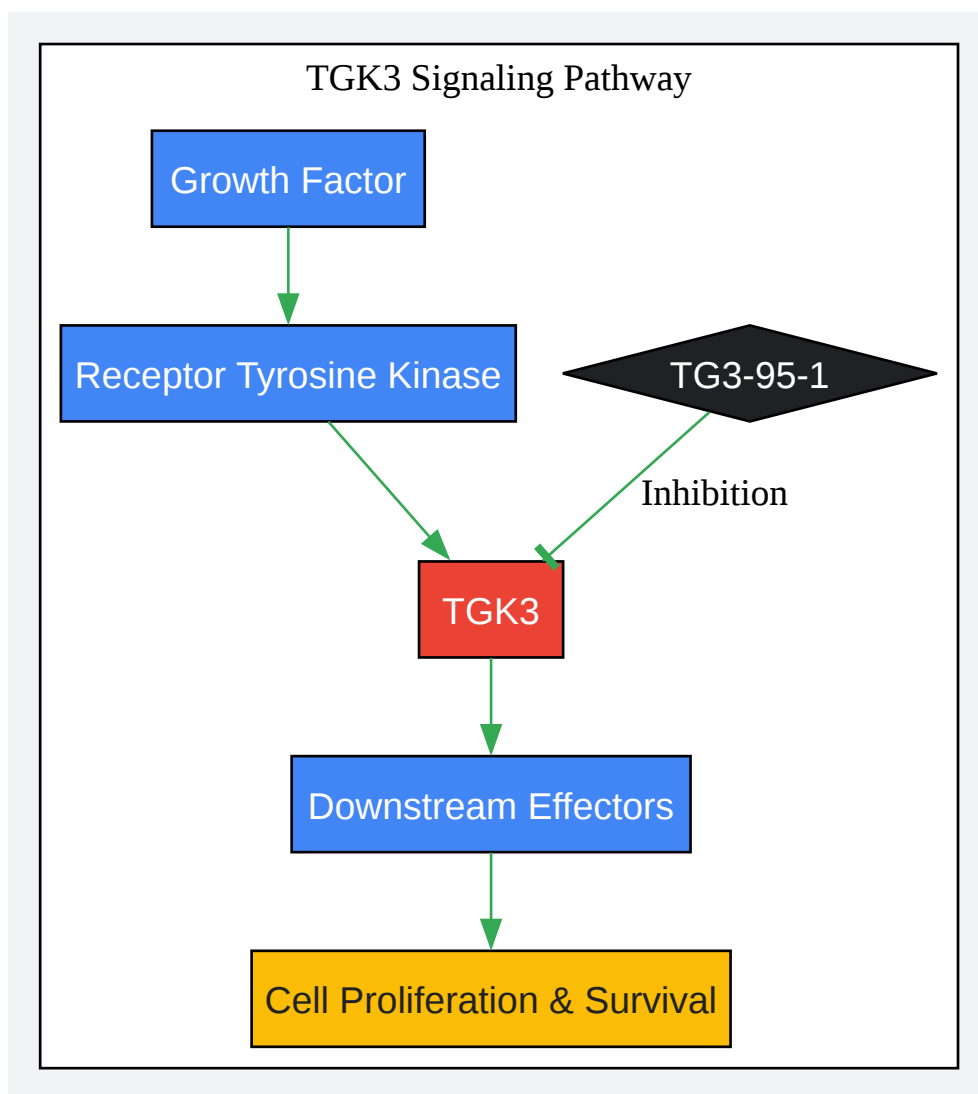 TGK3 Signaling Pathway
Growth Factor
Receptor Tyrosine Kinase
TG3-95-1
Inhibition
TGK3
Downstream Effectors
Cell Proliferation & Survival